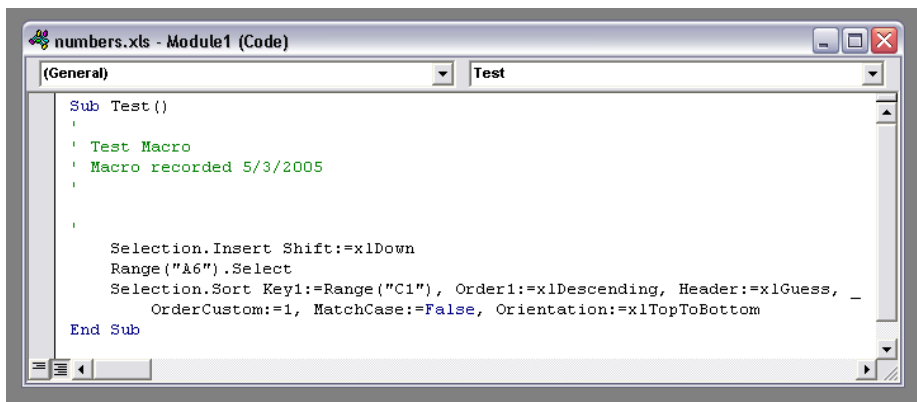 numbers.xls - Module1 (Code)
(General) Test
Sub Test()
'
' Test Macro
' Macro recorded 5/3/2005
'

'
    Selection.Insert Shift:=xlDown
    Range("A6").Select
    Selection.Sort Key1:=Range("C1"), Order1:=xlDescending, Header:=xlGuess, _
        OrderCustom:=1, MatchCase:=False, Orientation:=xlTopToBottom
End Sub